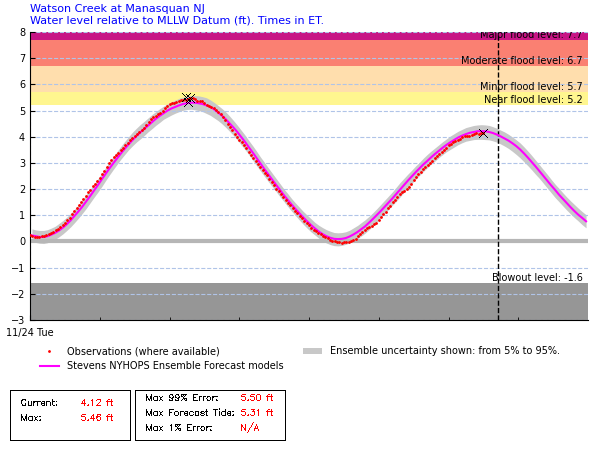 Watson Creek at Manasquan NJ
Water level relative to MLLW Datum (ft). Times in ET.
8
Major flood level: 7.7
7
Moderate flood level: 6.7
6
Minor flood level: 5.7
Near flood level: 5.2
5
4
3
2
1
0
−1
Blowout level: -1.6
−2
−3
11/24 Tue
Observations (where available)
Ensemble uncertainty shown: from 5% to 95%.
Stevens NYHOPS Ensemble Forecast models
Current: 4.12 ft
Max: 5.46 ft
Max 99% Error: 5.50 ft
Max Forecast Tide: 5.31 ft
Max 1% Error: N/A